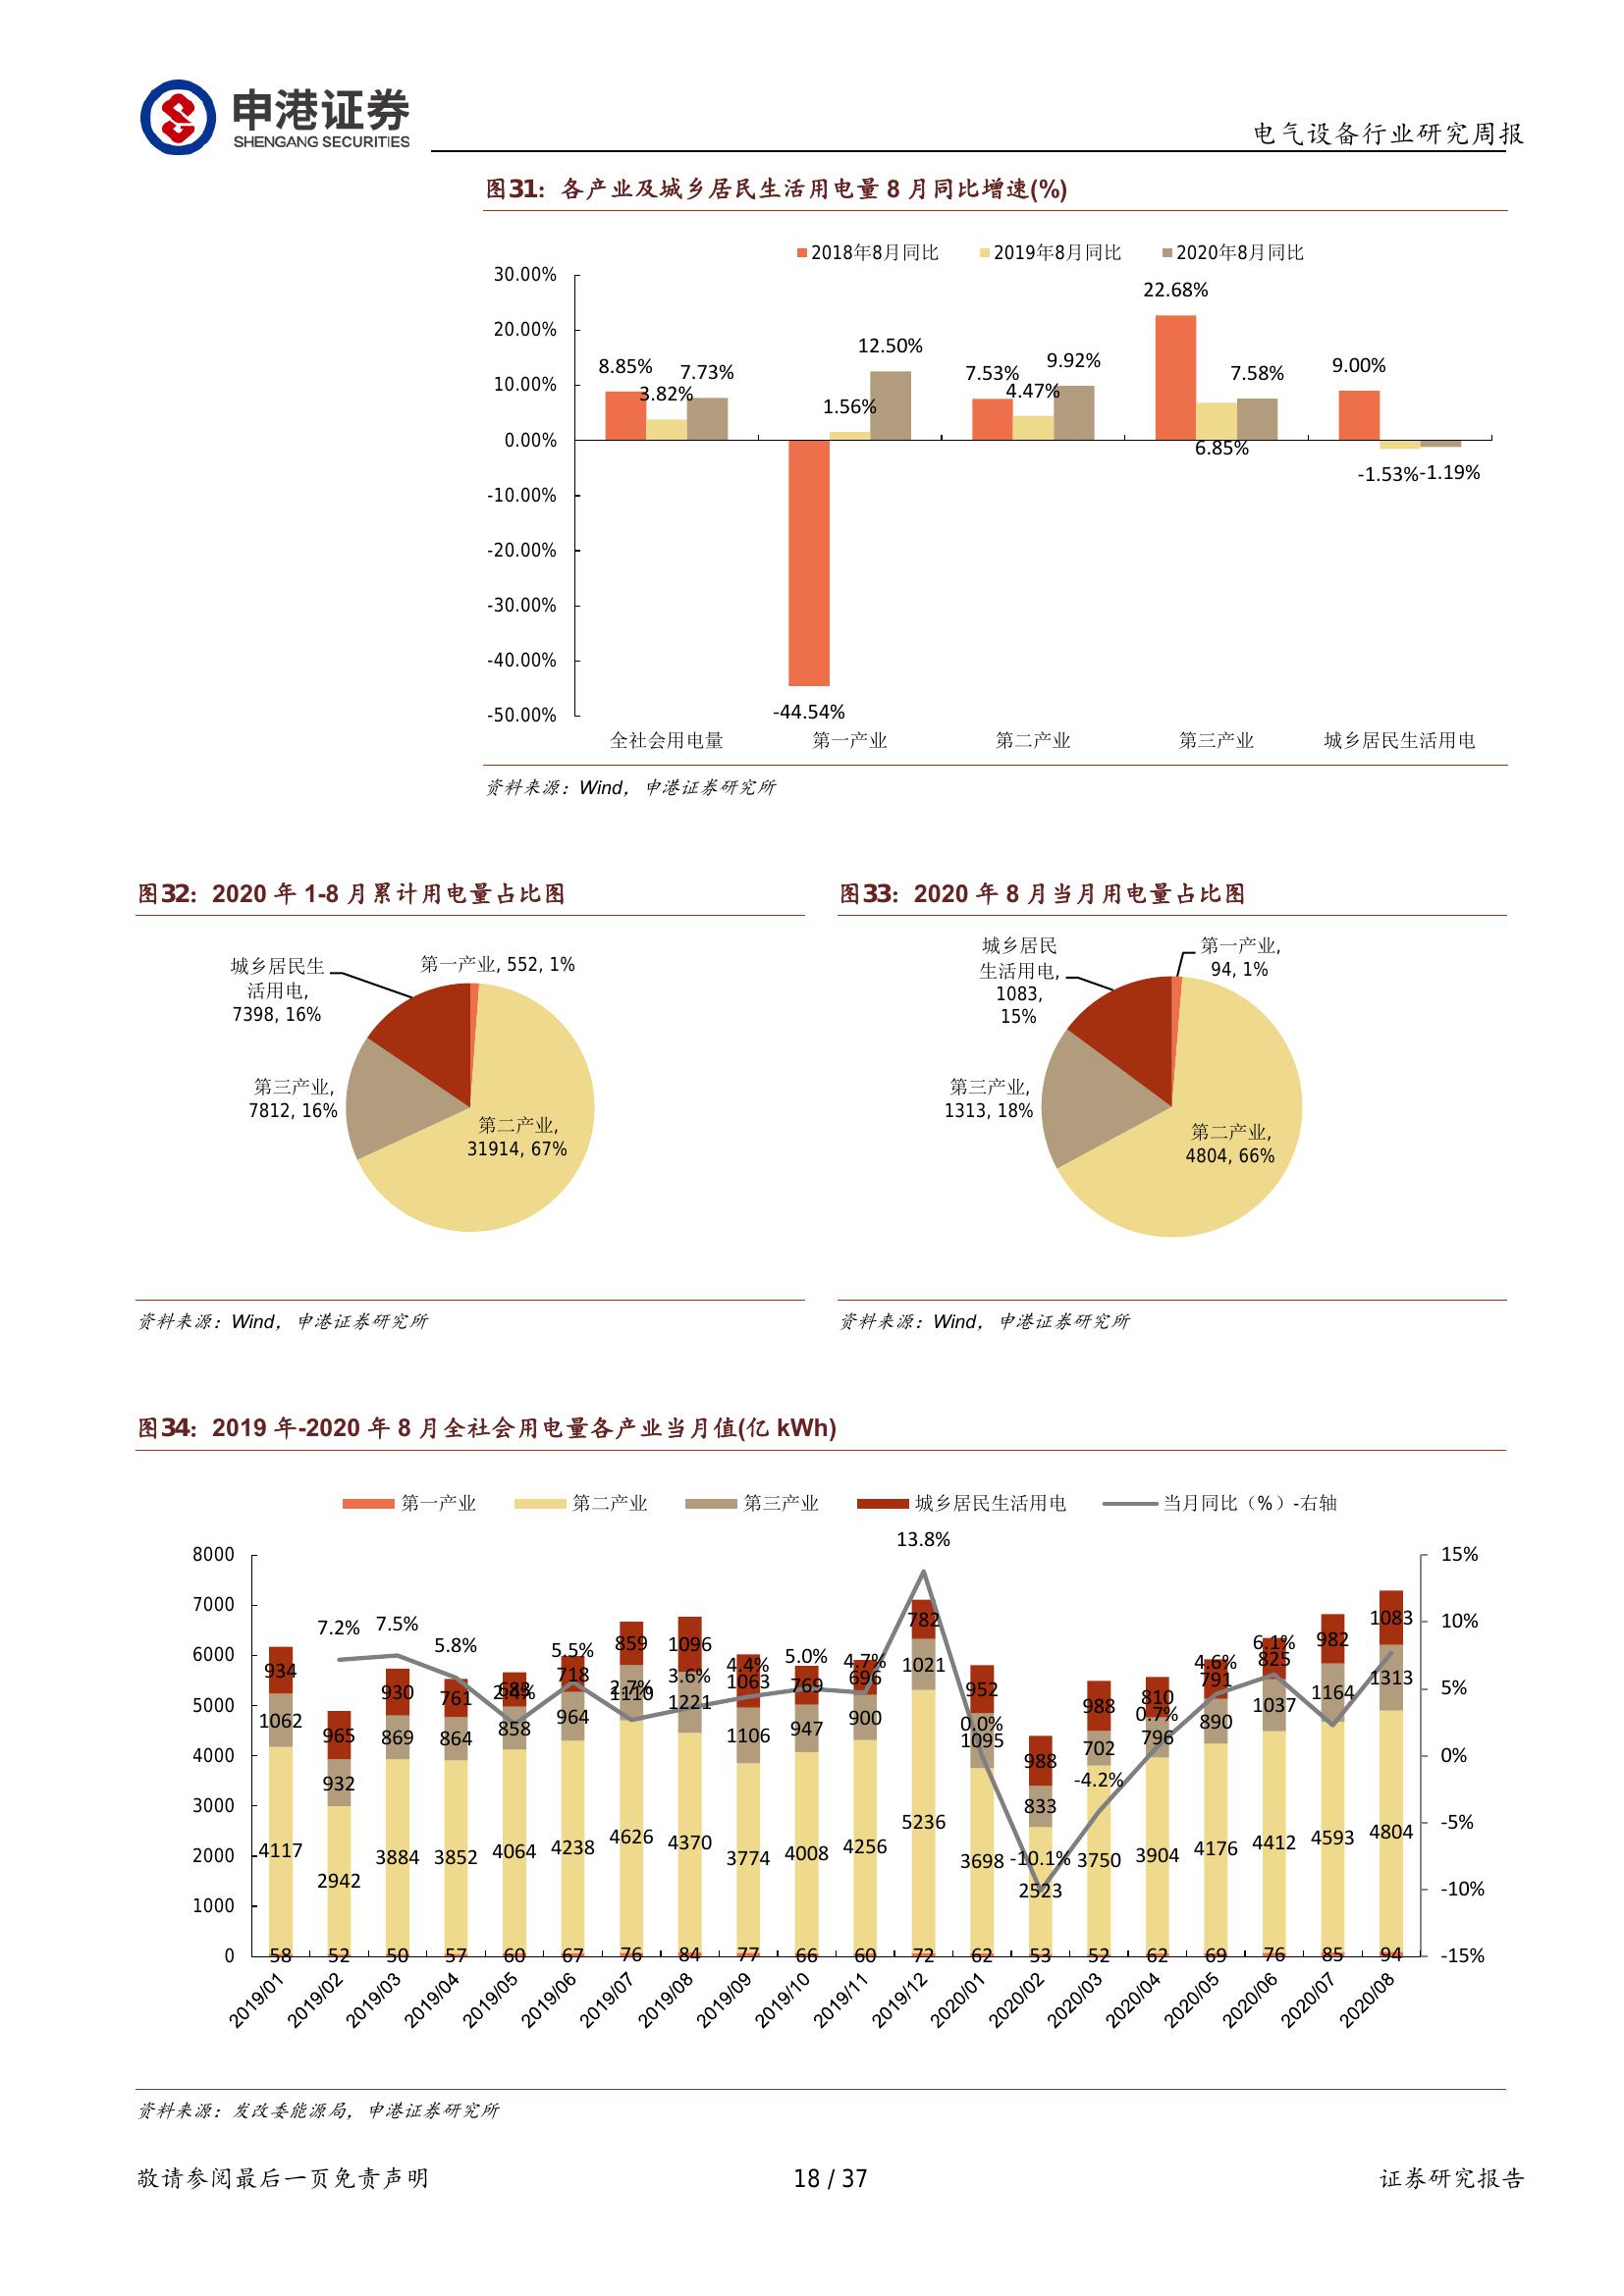 申港证券
SHENGANG SECURITIES
电气设备行业研究周报
图31：各产业及城乡居民生活用电量 8 月同比增速(%)
2018年8月同比 2019年8月同比 2020年8月同比
30.00%
20.00%
10.00%
0.00%
-10.00%
-20.00%
-30.00%
-40.00%
-50.00%
8.85% 3.82% 7.73%
-44.54% 1.56% 12.50%
7.53% 4.47% 9.92%
22.68% 6.85% 7.58%
9.00% -1.53% -1.19%
全社会用电量 第一产业 第二产业 第三产业 城乡居民生活用电
资料来源：Wind，申港证券研究所
图32：2020 年 1-8 月累计用电量占比图
城乡居民生
活用电,
7398, 16%
第一产业, 552, 1%
第三产业,
7812, 16%
第二产业,
31914, 67%
资料来源：Wind，申港证券研究所
图33：2020 年 8 月当月用电量占比图
城乡居民
生活用电,
1083,
15%
第一产业,
94, 1%
第三产业,
1313, 18%
第二产业,
4804, 66%
资料来源：Wind，申港证券研究所
图34：2019 年-2020 年 8 月全社会用电量各产业当月值(亿 kWh)
第一产业 第二产业 第三产业 城乡居民生活用电 当月同比（%）-右轴
8000
7000
6000
5000
4000
3000
2000
1000
0
15%
10%
5%
0%
-5%
-10%
-15%
7.2% 7.5% 5.8% 2.4% 5.5% 2.7% 3.6% 4.4% 5.0% 4.7% 13.8% 0.0% -10.1% -4.2% 0.7% 4.6% 6.1%
934 965 930 761 718 859 1096 1063 769 696 782 952 988 988 810 791 825 982 1083
1062 932 869 864 858 964 1110 1221 1106 947 900 1021 1095 833 702 796 890 1037 1164 1313
4117 2942 3884 3852 4064 4238 4626 4370 3774 4008 4256 5236 3698 2523 3750 3904 4176 4412 4593 4804
58 52 50 57 60 67 76 84 77 66 60 72 62 53 52 62 69 76 85 94
2019/01 2019/02 2019/03 2019/04 2019/05 2019/06 2019/07 2019/08 2019/09 2019/10 2019/11 2019/12 2020/01 2020/02 2020/03 2020/04 2020/05 2020/06 2020/07 2020/08
资料来源：发改委能源局，申港证券研究所
敬请参阅最后一页免责声明
18 / 37
证券研究报告